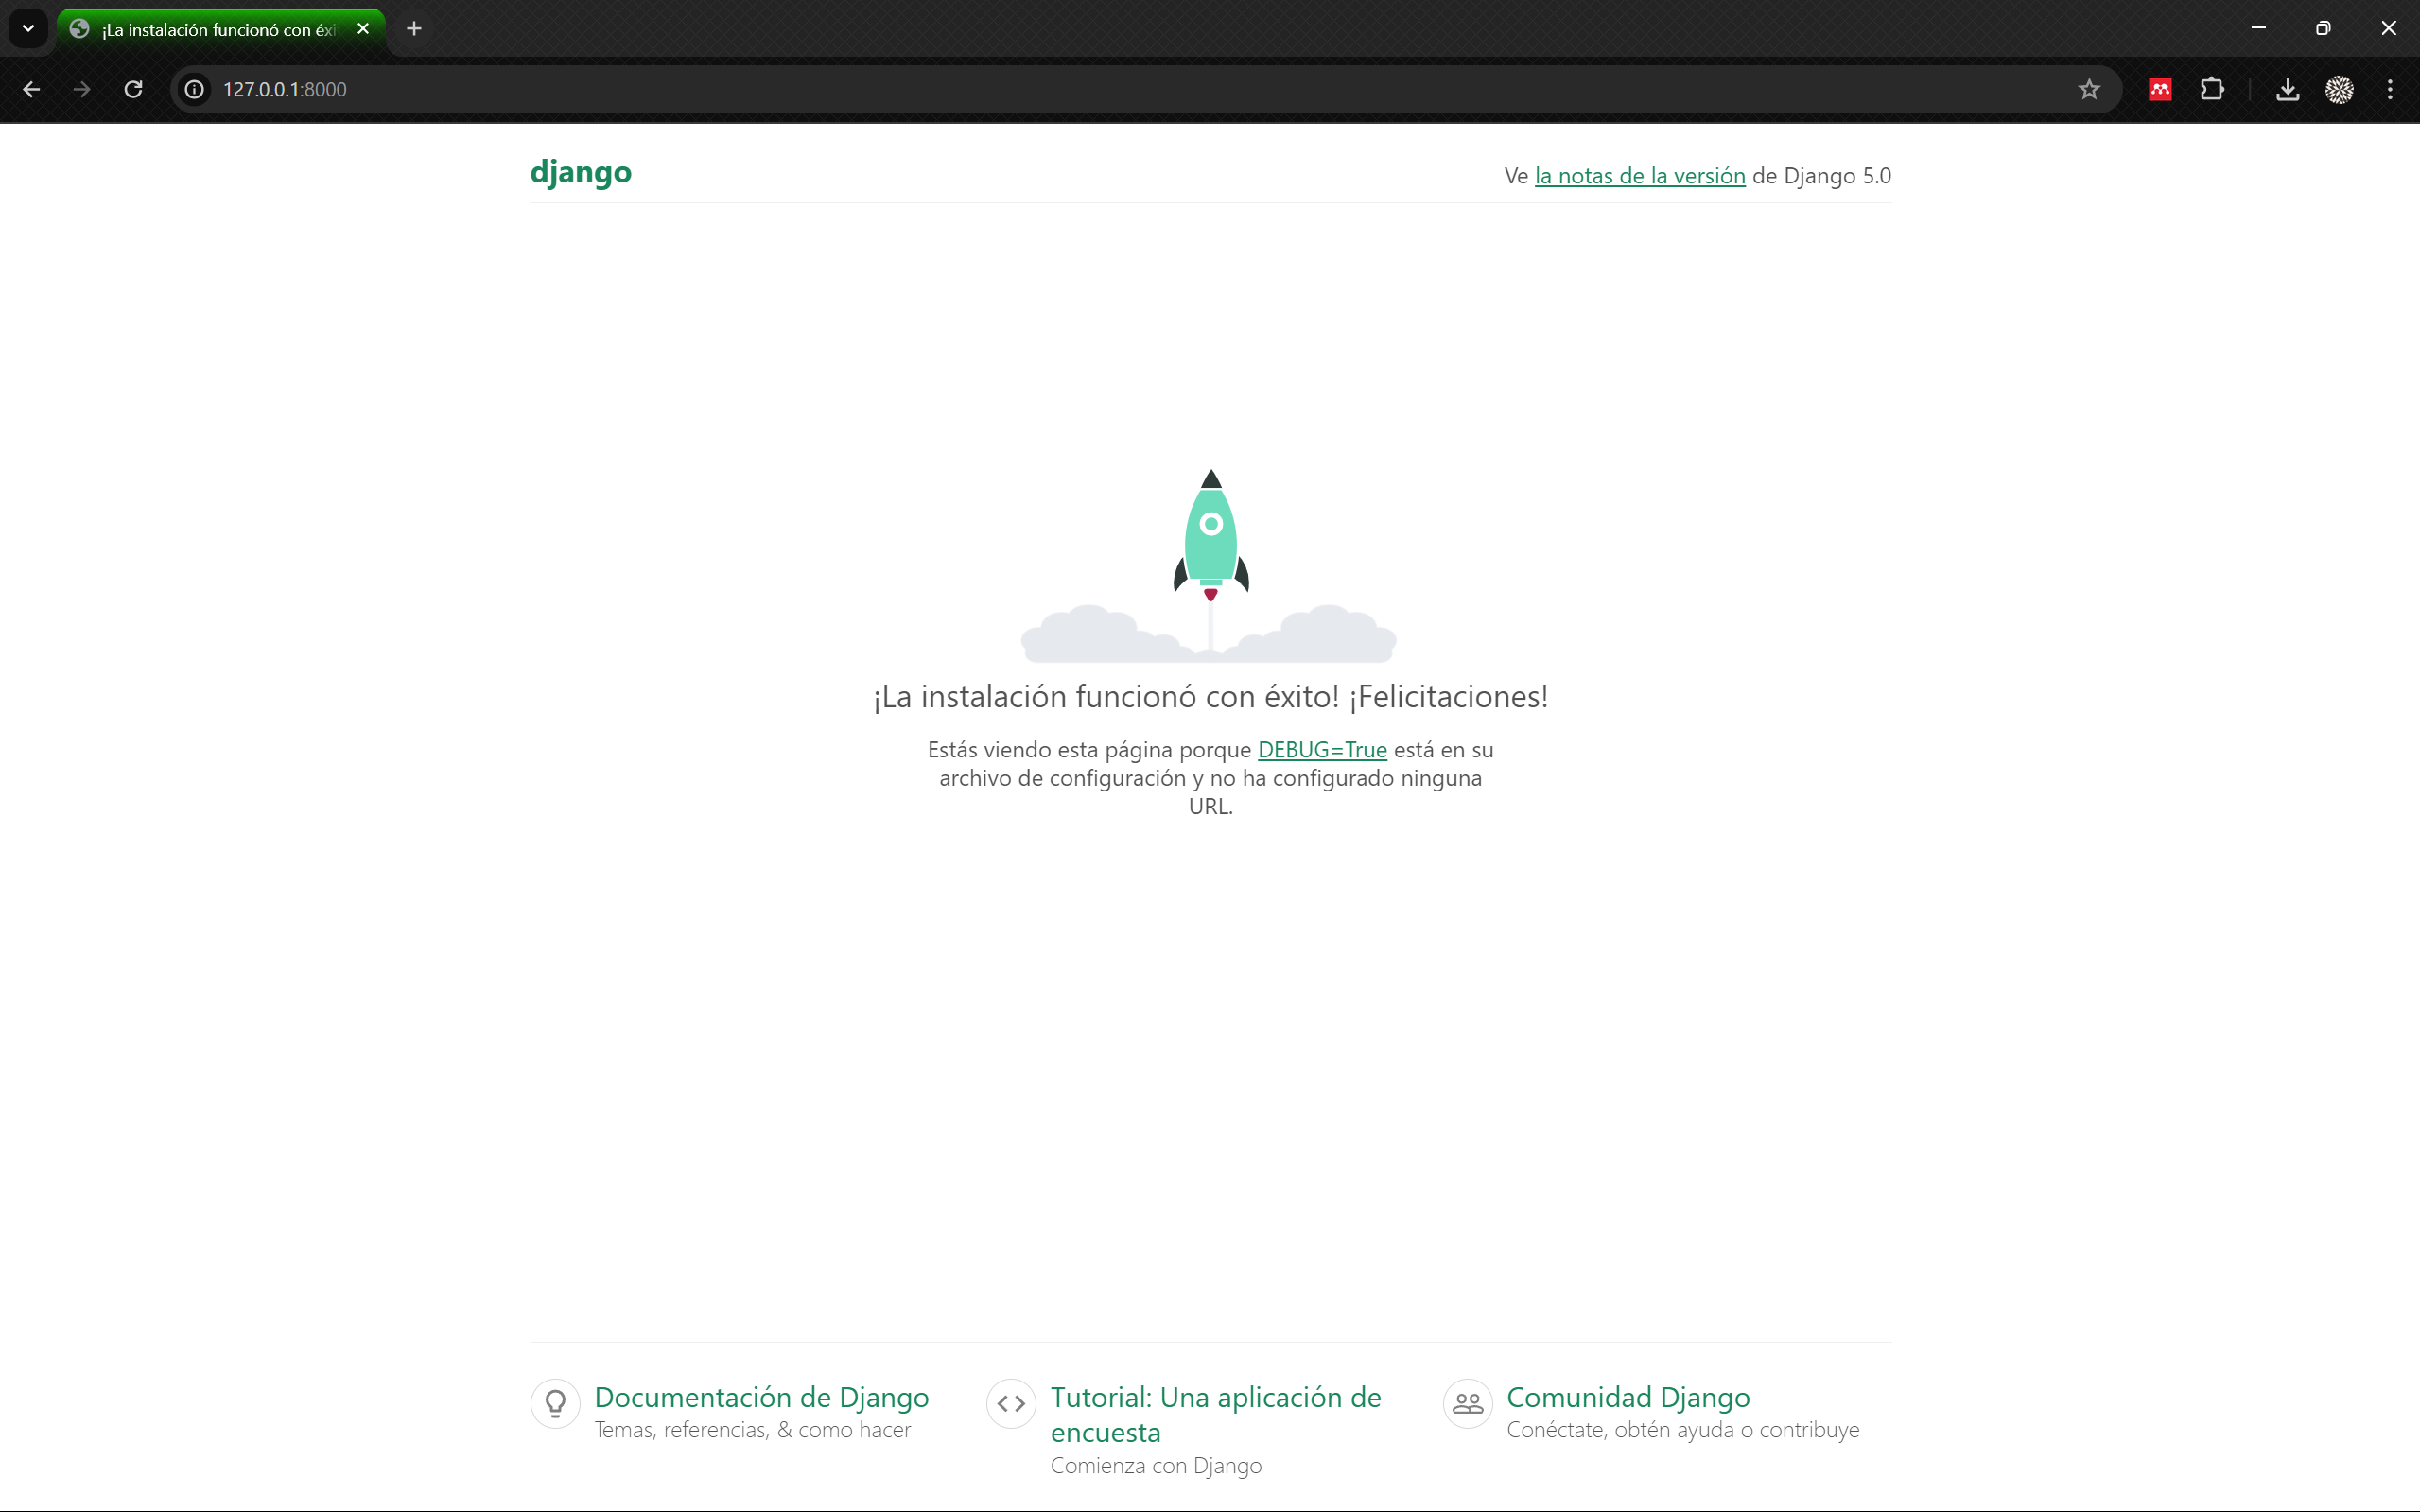 ¡La instalación funcionó con éxi
127.0.0.1:8000
django
Ve la notas de la versión de Django 5.0
¡La instalación funcionó con éxito! ¡Felicitaciones!
Estás viendo esta página porque DEBUG=True está en su
archivo de configuración y no ha configurado ninguna
URL.
Documentación de Django
Temas, referencias, & como hacer
Tutorial: Una aplicación de
encuesta
Comienza con Django
Comunidad Django
Conéctate, obtén ayuda o contribuye